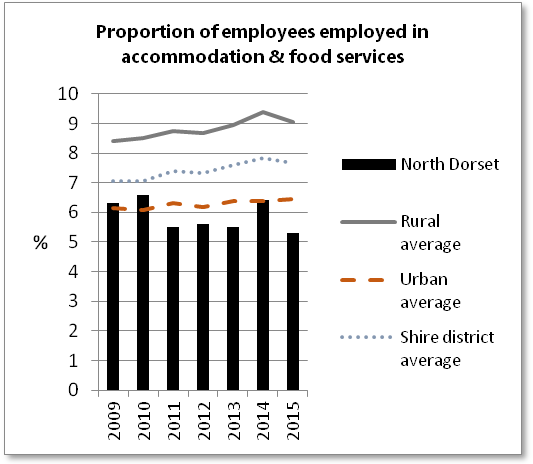 Proportion of employees employed in
accommodation & food services
10
9
8
7
6
5
4
3
2
1
0
%
2009
2010
2011
2012
2013
2014
2015
North Dorset
Rural
average
Urban
average
Shire district
average